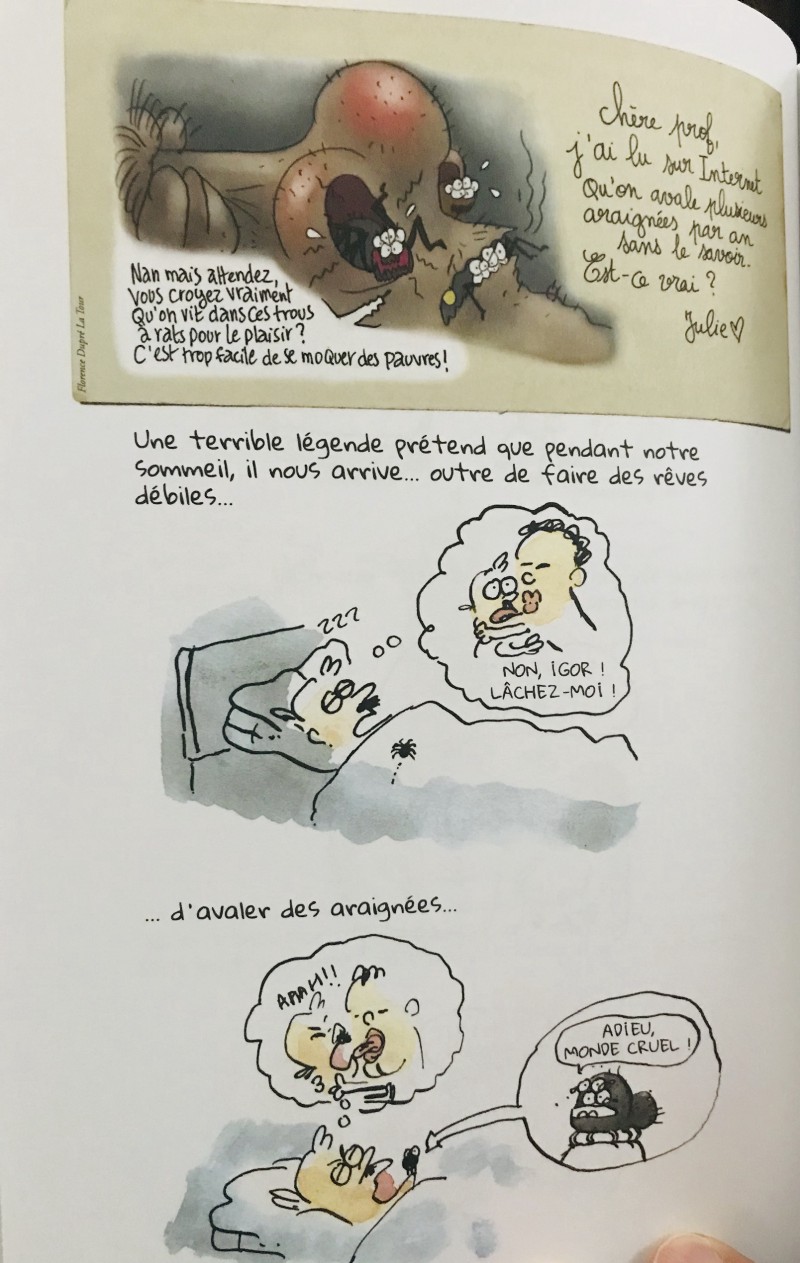 Chère prof,
j'ai lu sur Internet
Qu'on avale plusieurs
araignées par an
sans le savoir.
Est-ce vrai ?
Julie♡
Nan mais attendez,
vous croyez vraiment
Qu'on vit dans ces trous
à rats pour le plaisir ?
C'est trop facile de se moquer des pauvres !
Florence Dupré La Tour
Une terrible légende prétend que pendant notre
sommeil, il nous arrive... outre de faire des rêves
débiles...
ZZZ
NON, IGOR !
LÂCHEZ-MOI !
... d'avaler des araignées...
AAAH!!
ADIEU,
MONDE CRUEL !